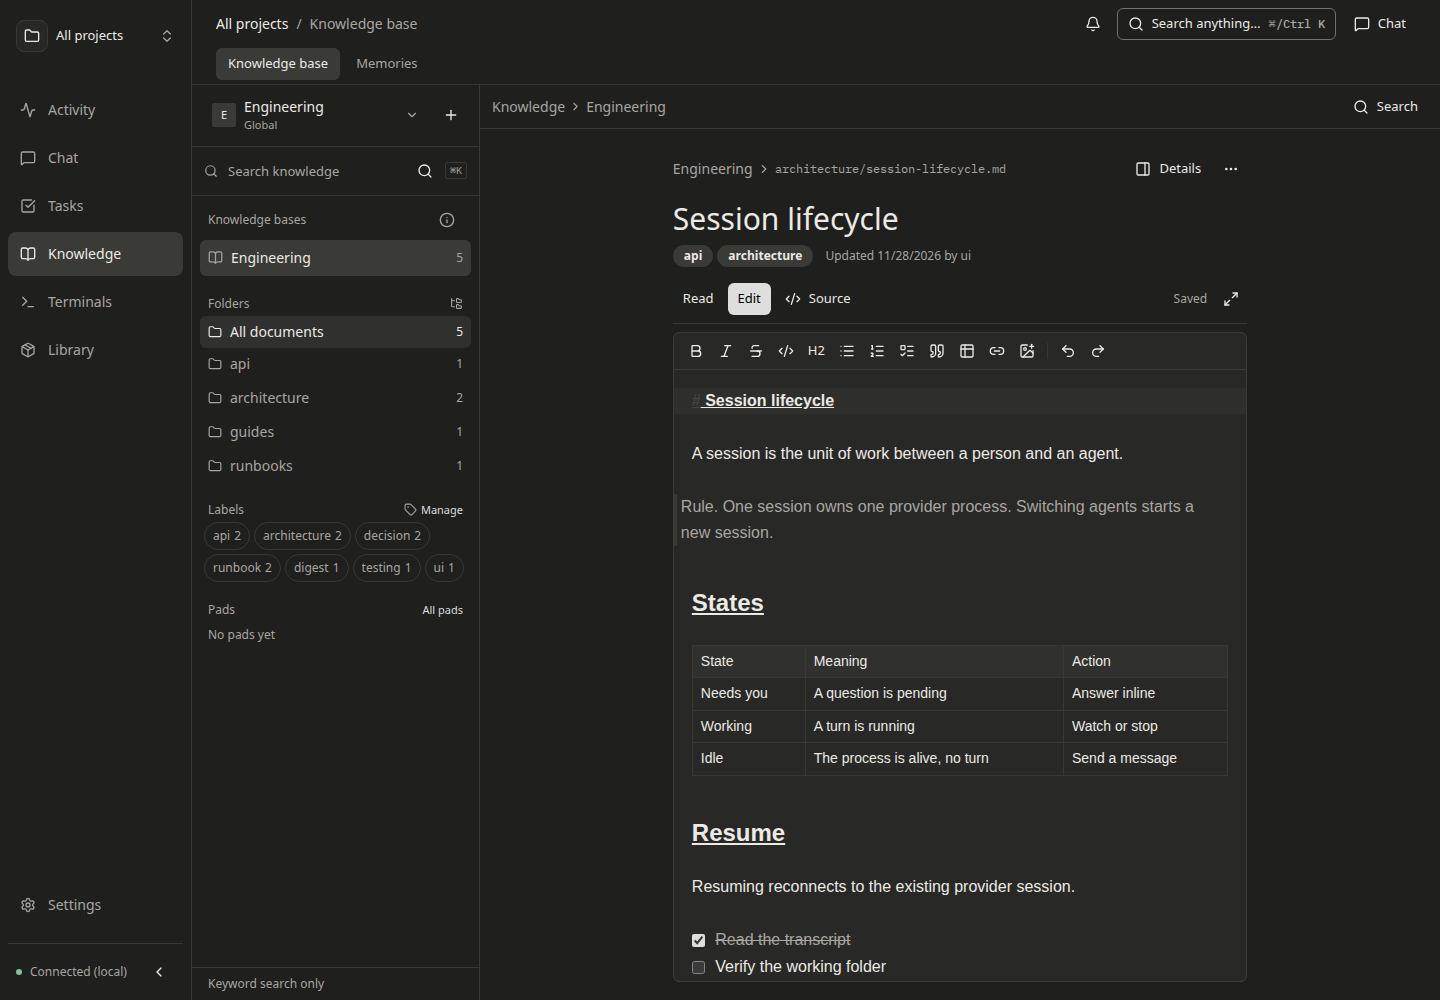 All projects
Activity
Chat
Tasks
Knowledge
Terminals
Library
Settings
Connected (local)
All projects / Knowledge base
Search anything... ⌘/Ctrl K
Chat
Knowledge base Memories
E
Engineering
Global
Search knowledge ⌘K
Knowledge bases
Engineering 5
Folders
All documents 5
api 1
architecture 2
guides 1
runbooks 1
Labels Manage
api 2 architecture 2 decision 2
runbook 2 digest 1 testing 1 ui 1
Pads All pads
No pads yet
Keyword search only
Knowledge > Engineering
Search
Engineering > architecture/session-lifecycle.md
Details
Session lifecycle
api architecture Updated 11/28/2026 by ui
Read Edit Source Saved
H2
# Session lifecycle
A session is the unit of work between a person and an agent.
Rule. One session owns one provider process. Switching agents starts a
new session.
States
State Meaning Action
Needs you A question is pending Answer inline
Working A turn is running Watch or stop
Idle The process is alive, no turn Send a message
Resume
Resuming reconnects to the existing provider session.
Read the transcript
Verify the working folder